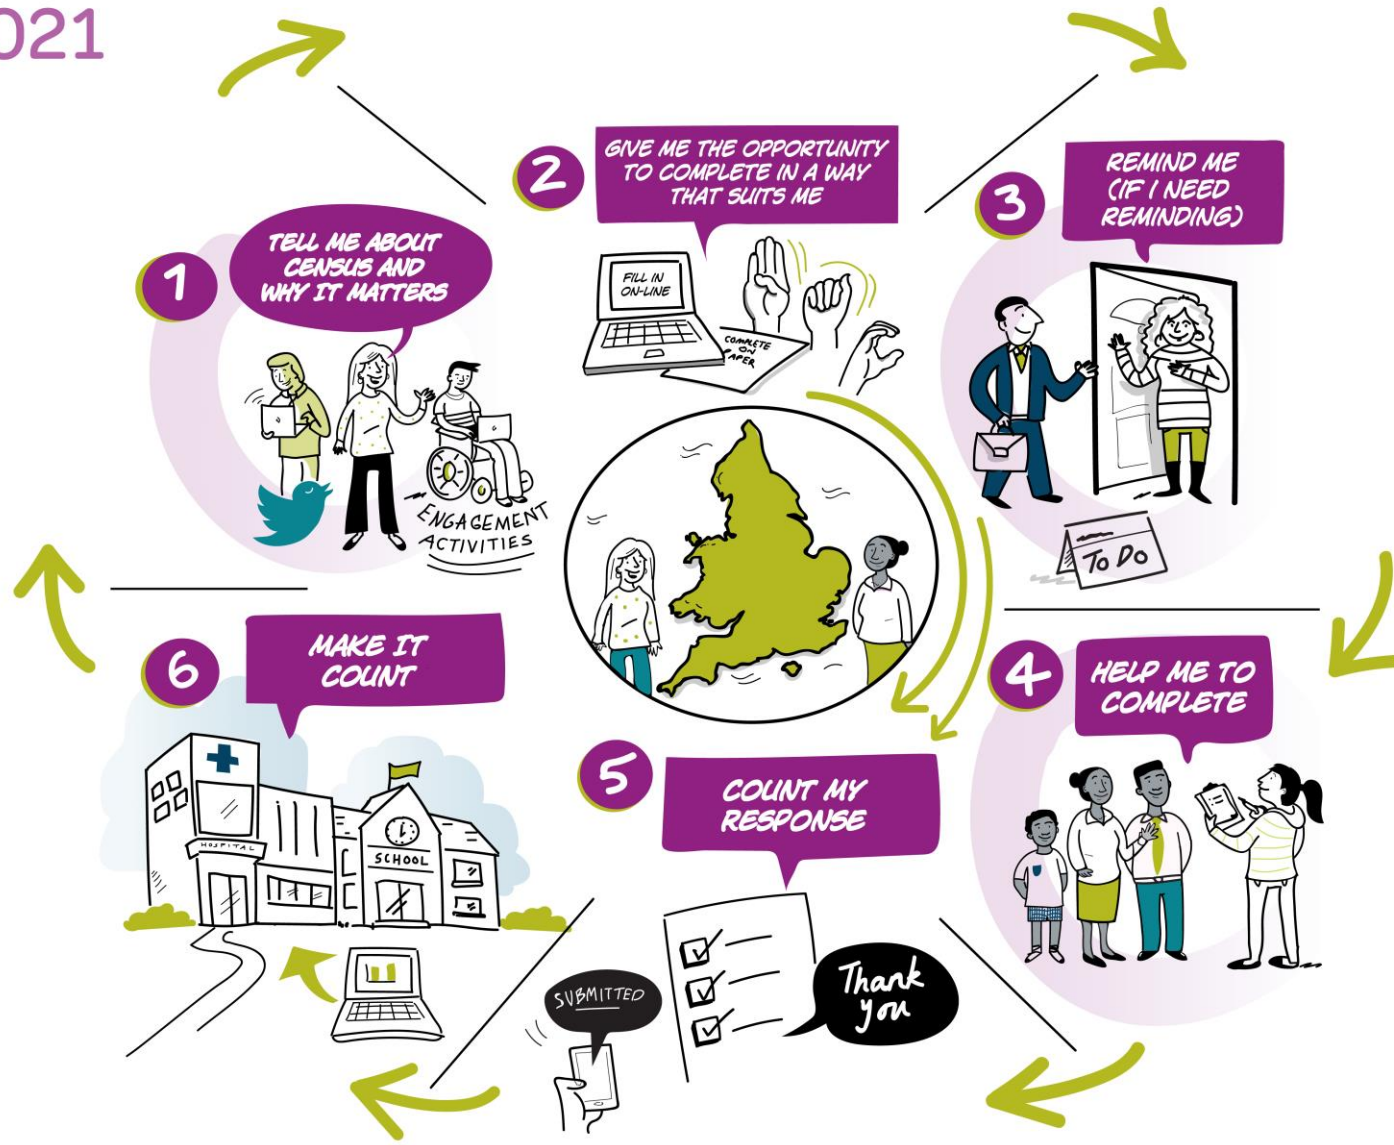 021
1
TELL ME ABOUT
CENSUS AND
WHY IT MATTERS
ENGAGEMENT
ACTIVITIES
2
GIVE ME THE OPPORTUNITY
TO COMPLETE IN A WAY
THAT SUITS ME
FILL IN
ON-LINE
COMPLETE
ON
APER
3
REMIND ME
(IF I NEED
REMINDING)
To Do
4
HELP ME TO
COMPLETE
5
COUNT MY
RESPONSE
SUBMITTED
Thank
you
6
MAKE IT
COUNT
HOSPITAL
SCHOOL